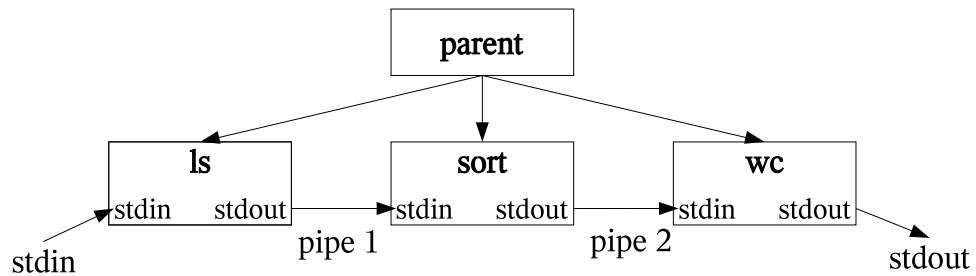 parent
ls
sort
wc
stdin stdout
stdin stdout
stdin stdout
pipe 1
pipe 2
stdin
stdout